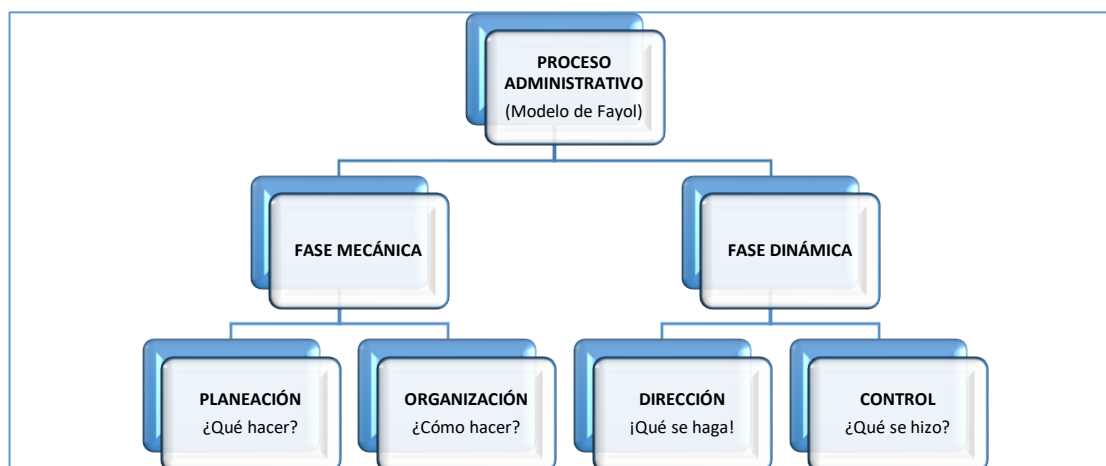 PROCESO
ADMINISTRATIVO
(Modelo de Fayol)
FASE MECÁNICA
FASE DINÁMICA
PLANEACIÓN
¿Qué hacer?
ORGANIZACIÓN
¿Cómo hacer?
DIRECCIÓN
¡Qué se haga!
CONTROL
¿Qué se hizo?